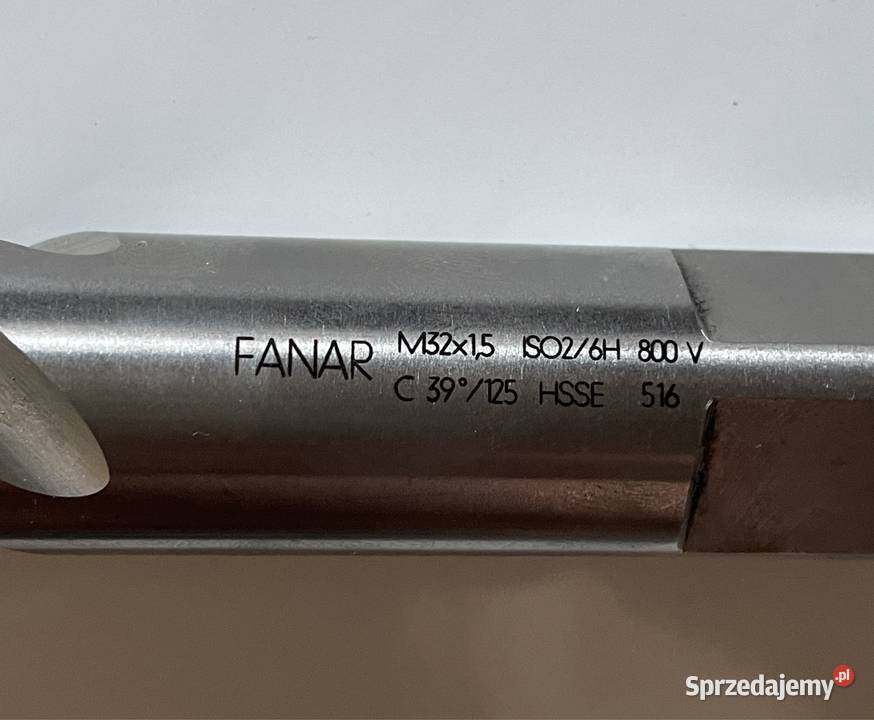 FANAR
M32x1,5 ISO2/6H 800 V
C 39°/125 HSSE 516
Sprzedajemy.pl